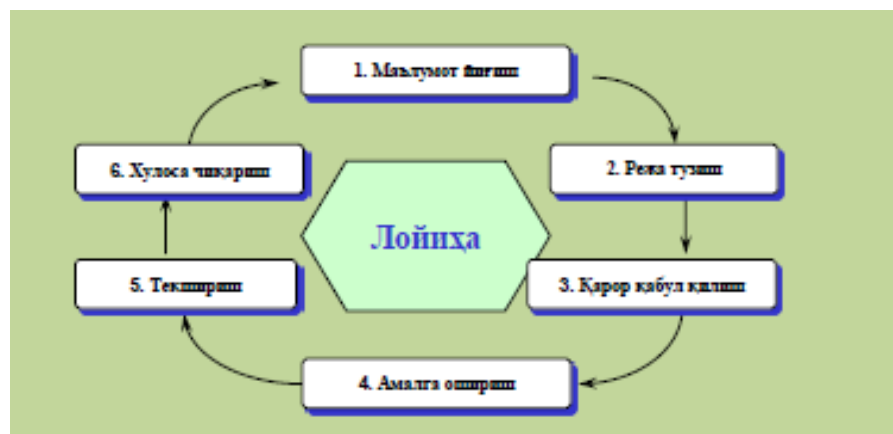 1. Маълумот йиғиш
6. Хулоса чиқариш
2. Режа тузиш
Лойиҳа
5. Текшириш
3. Қарор қабул қилиш
4. Амалга ошириш